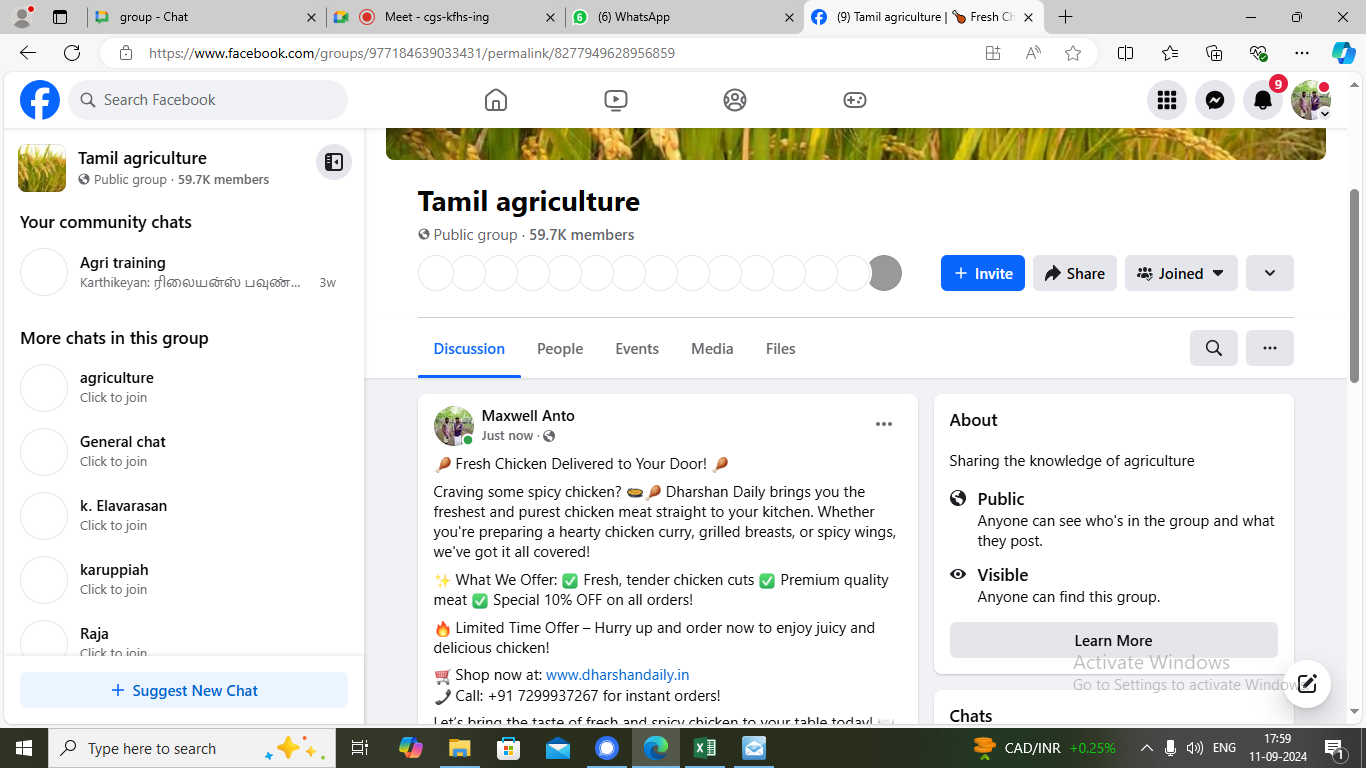 group - Chat
Meet - cgs-kfhs-ing
(6) WhatsApp
(9) Tamil agriculture | 🍗 Fresh Ch
https://www.facebook.com/groups/977184639033431/permalink/8277949628956859
Search Facebook
9
Tamil agriculture
Public group · 59.7K members
Your community chats
Agri training
Karthikeyan: ரிலையன்ஸ் பவுண்... 3w
More chats in this group
agriculture
Click to join
General chat
Click to join
k. Elavarasan
Click to join
karuppiah
Click to join
Raja
Click to join
+ Suggest New Chat
Tamil agriculture
Public group · 59.7K members
+ Invite
Share
Joined
Discussion
People
Events
Media
Files
Maxwell Anto
Just now ·
🍗 Fresh Chicken Delivered to Your Door! 🍗
Craving some spicy chicken? 🍲🍗 Dharshan Daily brings you the
freshest and purest chicken meat straight to your kitchen. Whether
you're preparing a hearty chicken curry, grilled breasts, or spicy wings,
we've got it all covered!
✨ What We Offer: ✅ Fresh, tender chicken cuts ✅ Premium quality
meat ✅ Special 10% OFF on all orders!
🔥 Limited Time Offer – Hurry up and order now to enjoy juicy and
delicious chicken!
🛒 Shop now at: www.dharshandaily.in
📞 Call: +91 7299937267 for instant orders!
Let's bring the taste of fresh and spicy chicken to your table today! 🍽
About
Sharing the knowledge of agriculture
Public
Anyone can see who's in the group and what
they post.
Visible
Anyone can find this group.
Learn More
Activate Windows
Go to Settings to activate Windows
Chats
Type here to search
CAD/INR +0.25%
ENG
17:59
11-09-2024
1